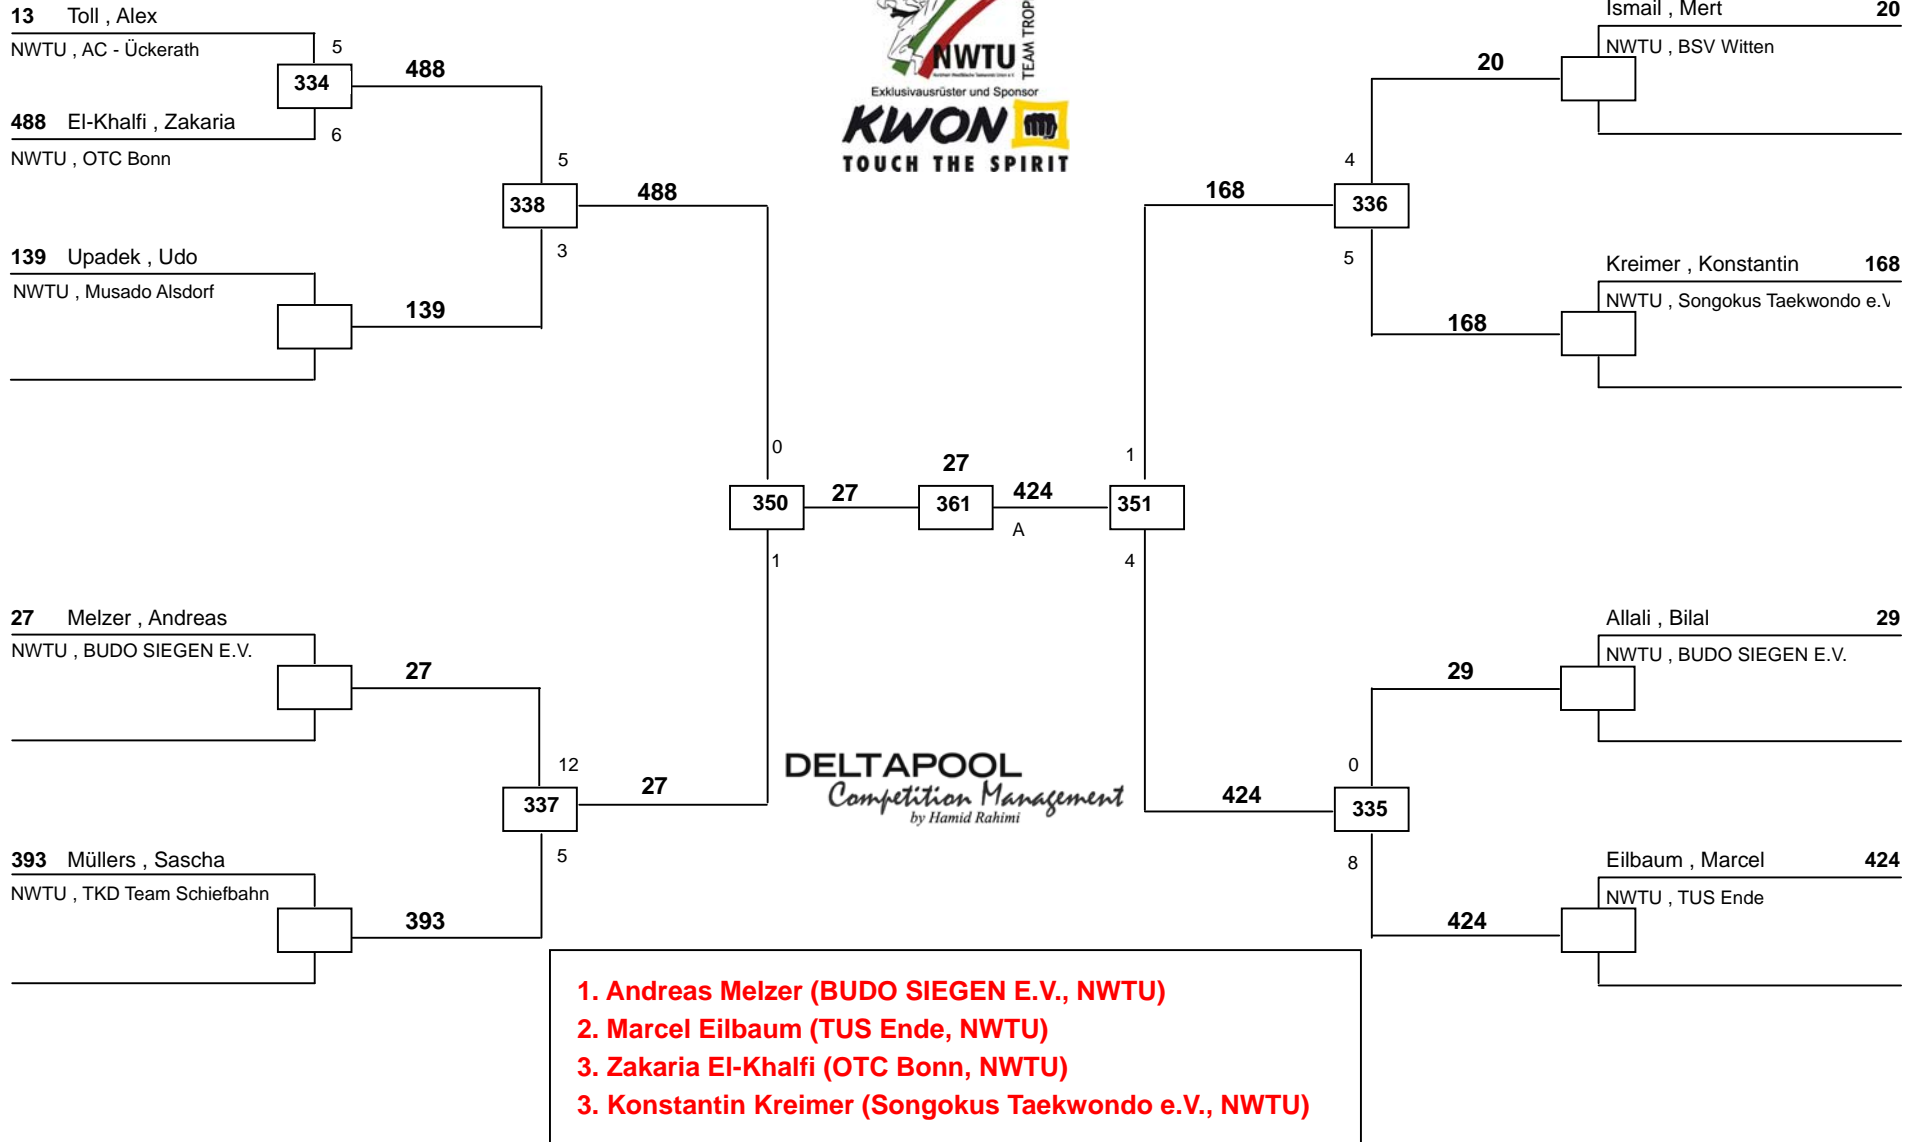 13 Toll , Alex
NWTU , AC - Ückerath
5
334
488
488 El-Khalfi , Zakaria
6
NWTU , OTC Bonn
5
338
488
3
139 Upadek , Udo
NWTU , Musado Alsdorf
139
0
350
27
1
27 Melzer , Andreas
NWTU , BUDO SIEGEN E.V.
27
12
337
27
5
393 Müllers , Sascha
NWTU , TKD Team Schiefbahn
393
NWTU
TEAM TROP
Exklusivausrüster und Sponsor
KWON
TOUCH THE SPIRIT
27
361
424
A
DELTAPOOL
Competition Management
by Hamid Rahimi
Ismail , Mert 20
NWTU , BSV Witten
20
4
168
336
5
Kreimer , Konstantin 168
NWTU , Songokus Taekwondo e.V
168
1
351
4
Allali , Bilal 29
NWTU , BUDO SIEGEN E.V.
29
0
424
335
8
Eilbaum , Marcel 424
NWTU , TUS Ende
424
1. Andreas Melzer (BUDO SIEGEN E.V., NWTU)
2. Marcel Eilbaum (TUS Ende, NWTU)
3. Zakaria El-Khalfi (OTC Bonn, NWTU)
3. Konstantin Kreimer (Songokus Taekwondo e.V., NWTU)